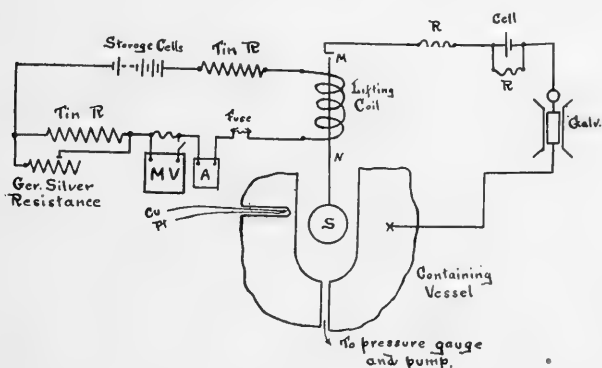 Storage Cells
Tin R
R
Cell
R
M
Lifting
Coil
Galv.
Tin R
Fuse
N
MV
A
Ger. Silver
Resistance
Cu
Pt
S
x
Containing
Vessel
To pressure gauge
and pump.